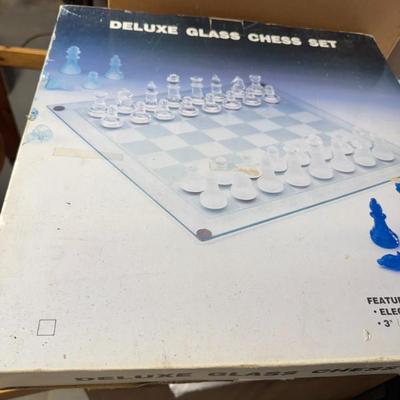 DELUXE GLASS CHESS SET
FEATU
• ELEG
• 3"
DELUXE GLASS CHESS